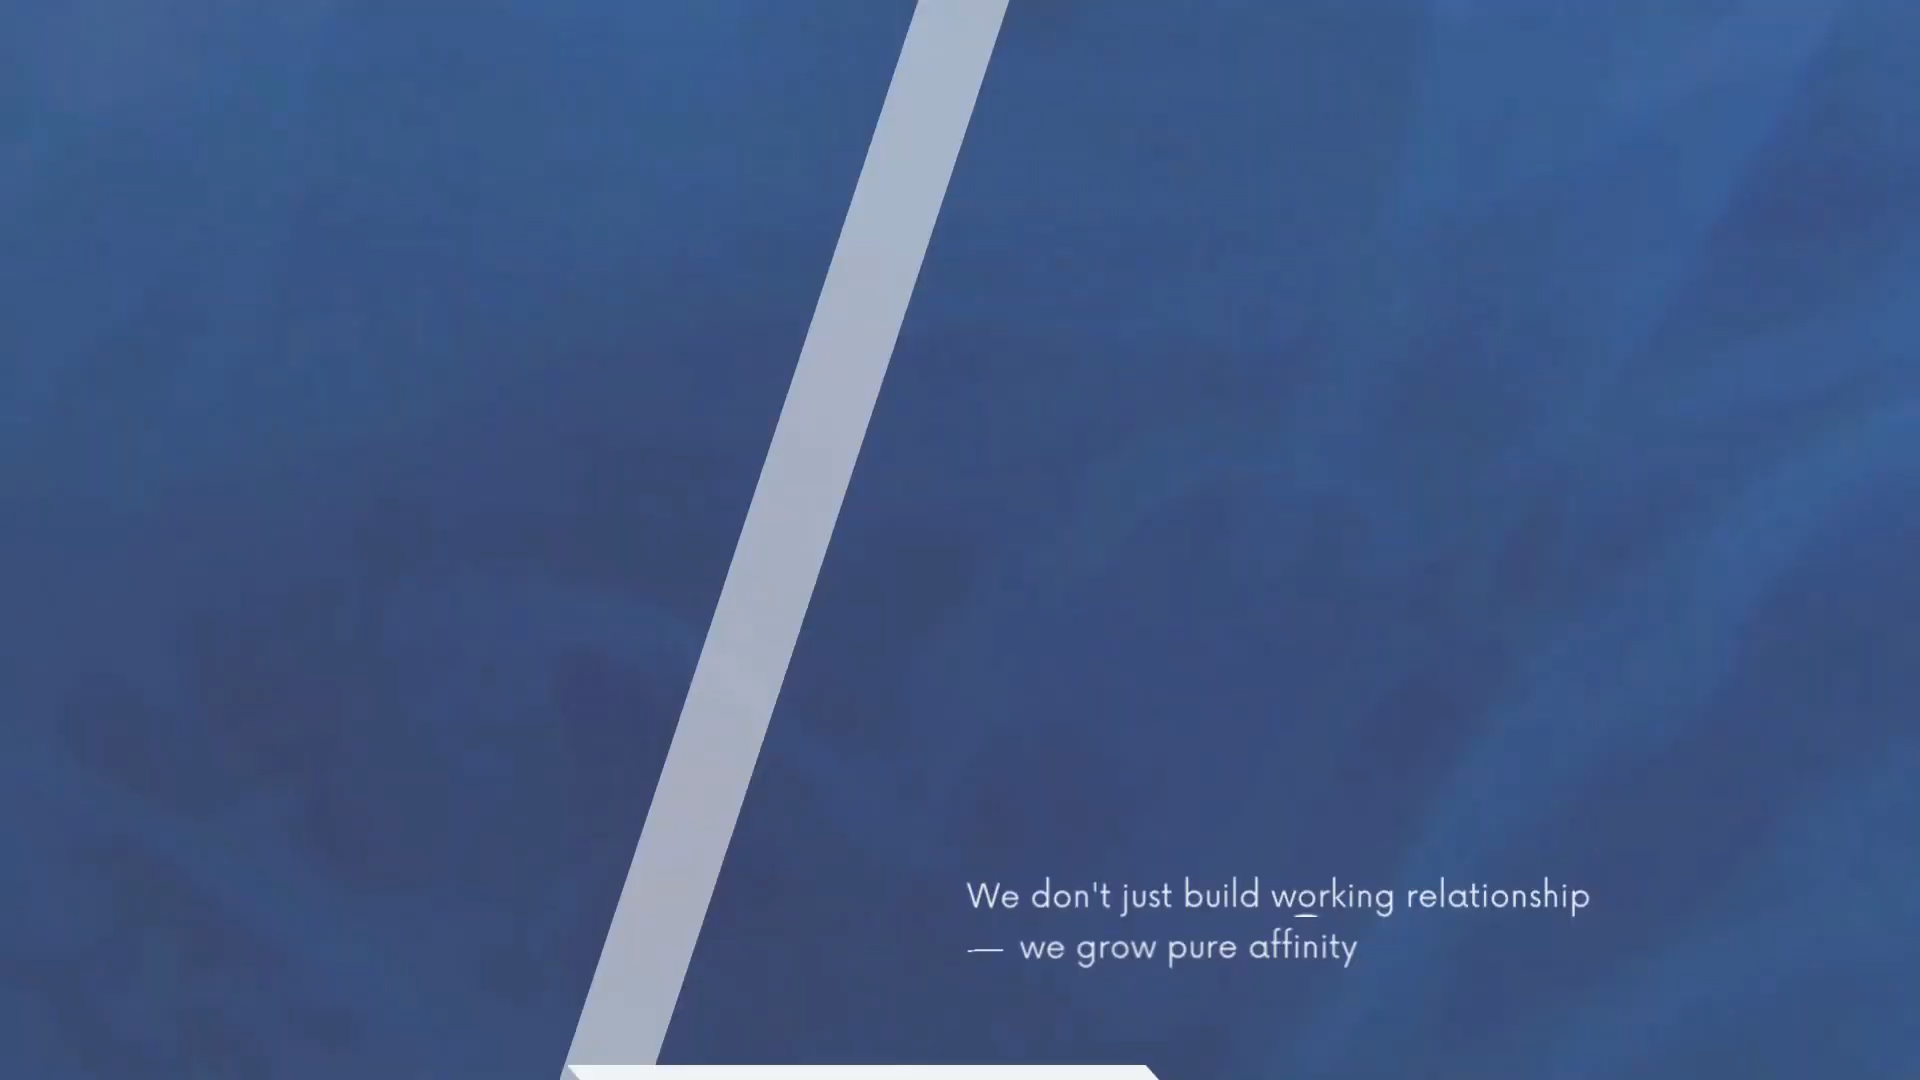 We don't just build working relationship
— we grow pure affinity